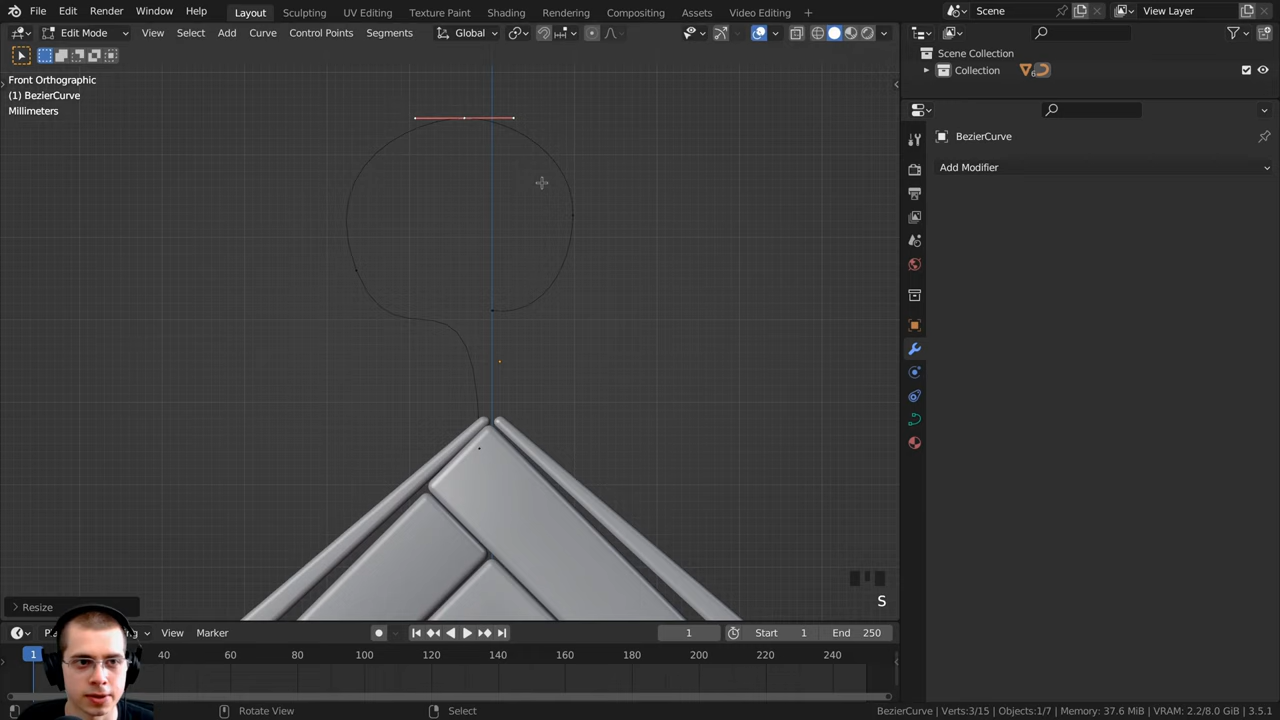 File Edit Render Window Help
Layout Sculpting UV Editing Texture Paint Shading Rendering Compositing Assets Video Editing +
Scene
View Layer
Edit Mode View Select Add Curve Control Points Segments Global
Front Orthographic
(1) BezierCurve
Millimeters
Scene Collection
Collection 6
BezierCurve
Add Modifier
S
Resize
View Marker
1 Start 1 End 250
1 40 60 80 100 120 140 160 180 200 220 240
Rotate View Select
BezierCurve | Verts:3/15 | Objects:1/7 | Memory: 37.6 MiB | VRAM: 2.2/8.0 GiB | 3.5.1